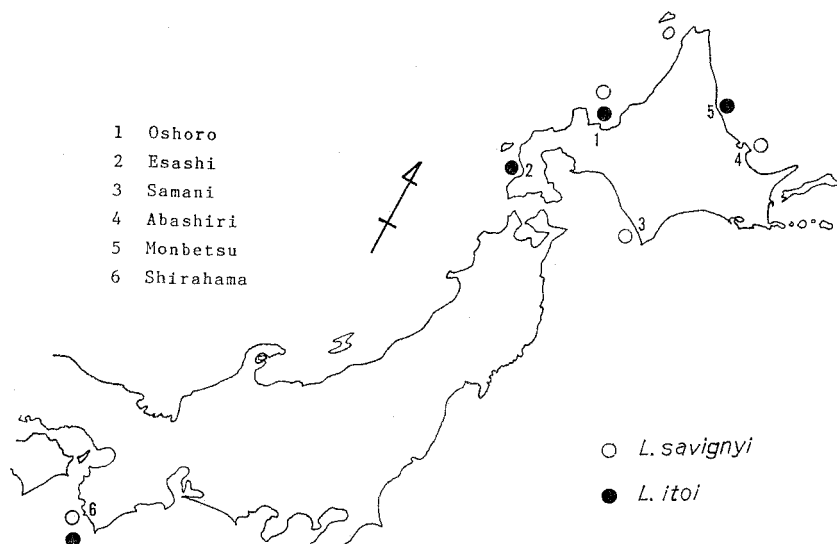 1 Oshoro
2 Esashi
3 Samani
4 Abashiri
5 Monbetsu
6 Shirahama
5
1
4
2
3
6
L. savignyi
L. itoi